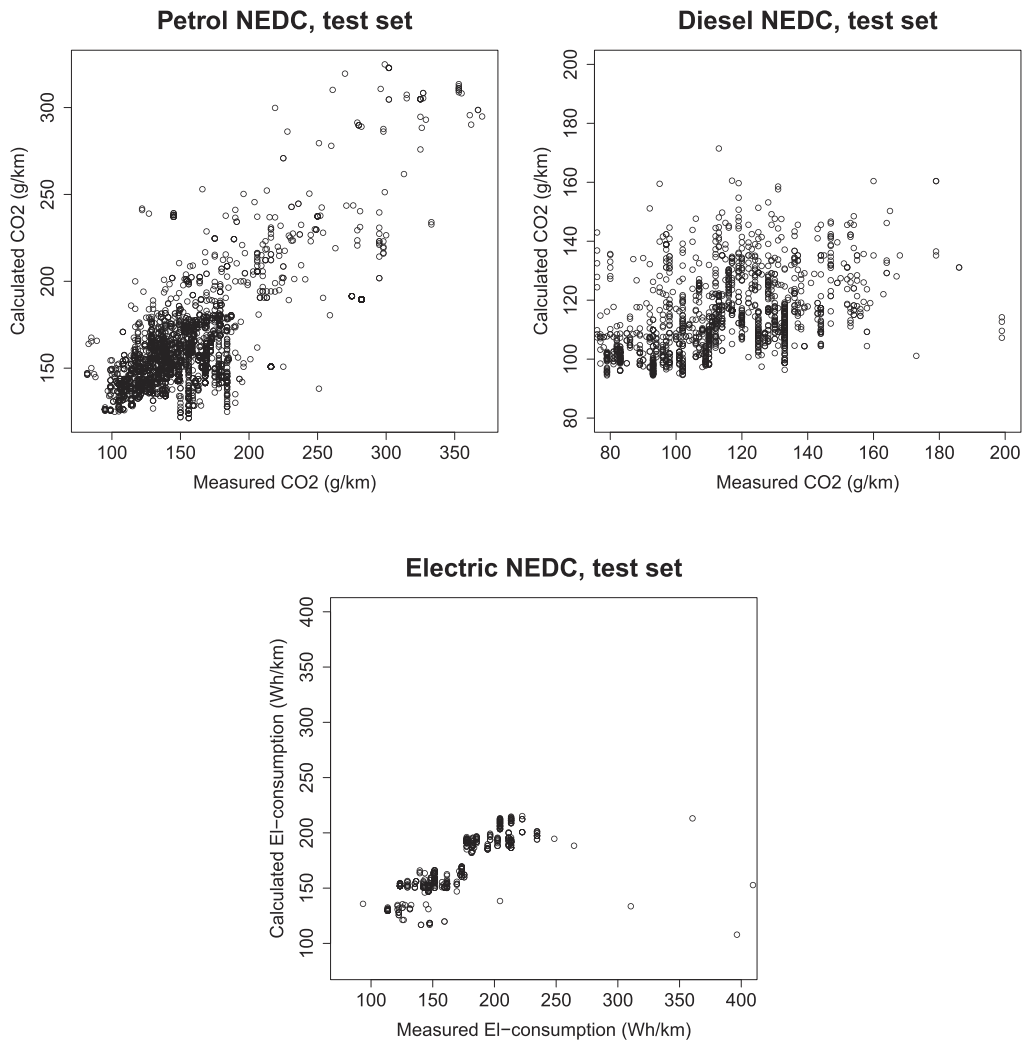 Petrol NEDC, test set
Calculated CO2 (g/km)
300
250
200
150
100 150 200 250 300 350
Measured CO2 (g/km)
Diesel NEDC, test set
Calculated CO2 (g/km)
200
180
160
140
120
100
80
80 100 120 140 160 180 200
Measured CO2 (g/km)
Electric NEDC, test set
Calculated El−consumption (Wh/km)
400
350
300
250
200
150
100
100 150 200 250 300 350 400
Measured El−consumption (Wh/km)